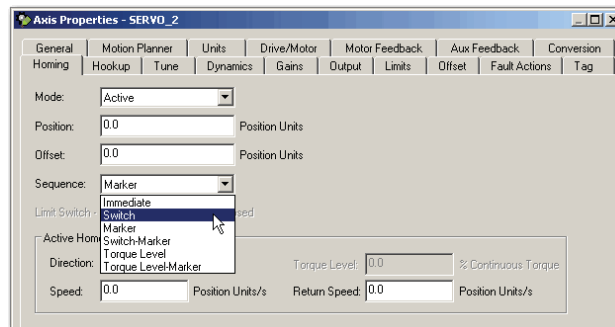 Axis Properties - SERVO_2
General Motion Planner Units Drive/Motor Motor Feedback Aux Feedback Conversion
Homing Hookup Tune Dynamics Gains Output Limits Offset Fault Actions Tag
Mode: Active
Position: 0.0 Position Units
Offset: 0.0 Position Units
Sequence: Marker
Immediate
Limit Switch -
Switch
Marker
Switch-Marker
Torque Level
Torque Level-Marker
Direction: Torque Level: 0.0 % Continuous Torque
Speed: 0.0 Position Units/s Return Speed: 0.0 Position Units/s